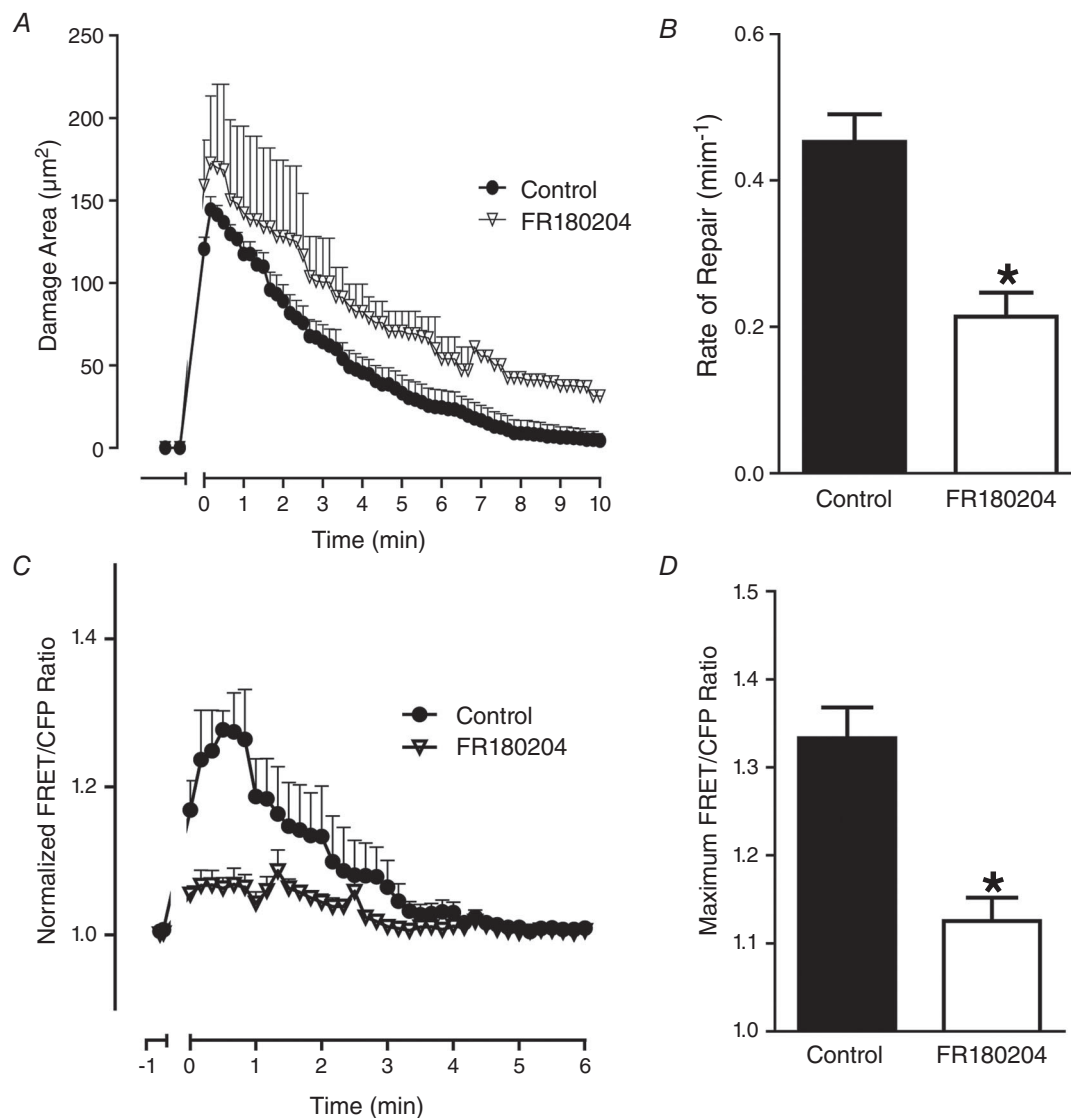 A
Damage Area (µm²)
250
200
150
100
50
0
Control
FR180204
0 1 2 3 4 5 6 7 8 9 10
Time (min)
B
Rate of Repair (mim⁻¹)
0.6
0.4
0.2
0.0
*
Control FR180204
C
Normalized FRET/CFP Ratio
1.4
1.2
1.0
Control
FR180204
-1 0 1 2 3 4 5 6
Time (min)
D
Maximum FRET/CFP Ratio
1.5
1.4
1.3
1.2
1.1
1.0
*
Control FR180204